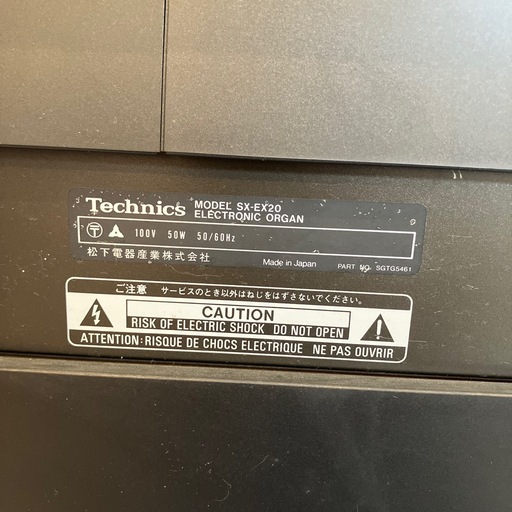 Technics MODEL SX-EX20
ELECTRONIC ORGAN
〒 100V 50W 50/60Hz
松下電器産業株式会社
Made in Japan PART NO. SGTG5461
ご注意 サービスのとき以外はねじをはずさないでください。
CAUTION
RISK OF ELECTRIC SHOCK DO NOT OPEN
ATTENTION: RISQUE DE CHOCS ELECTRIQUE NE PAS OUVRIR